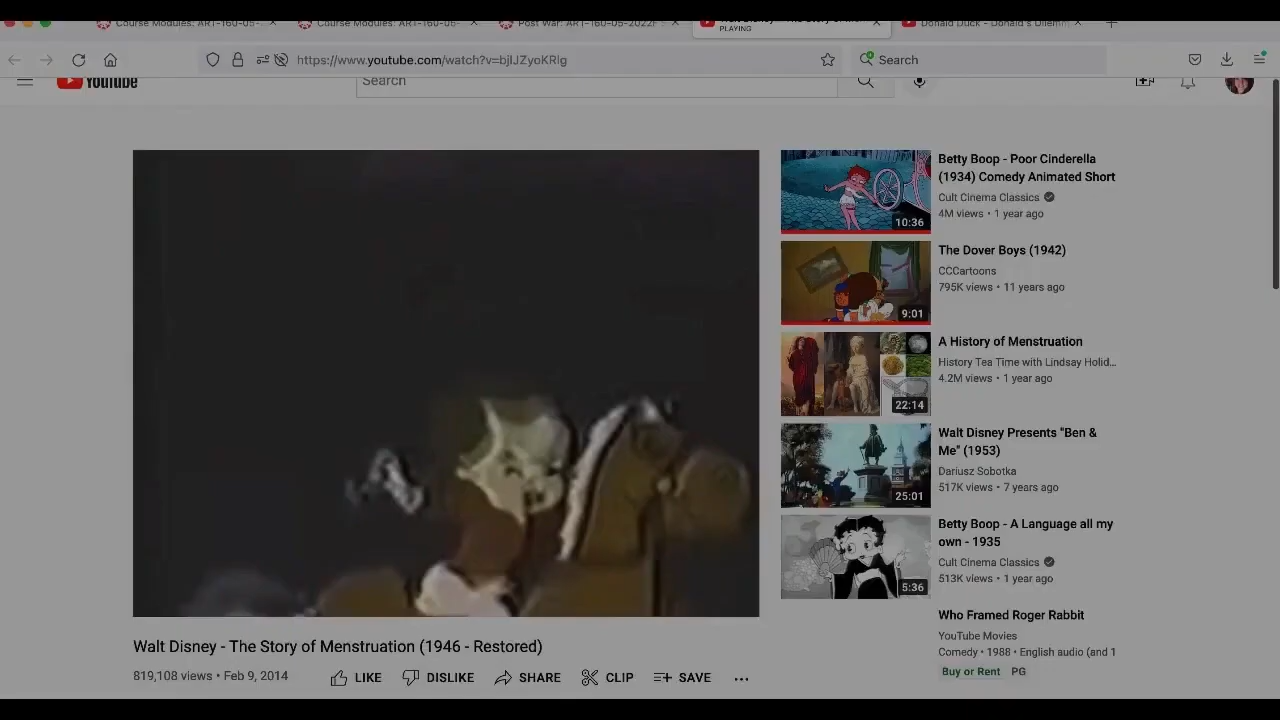 Course Modules: ART-160-05-
Course Modules: ART-160-05-
Post War: ART-160-05-2022F
PLAYING
Donald Duck - Donald's Dilemm
https://www.youtube.com/watch?v=bjIJZyoKRlg
Search
YouTube
Search
Betty Boop - Poor Cinderella
(1934) Comedy Animated Short
Cult Cinema Classics
4M views • 1 year ago
10:36
The Dover Boys (1942)
CCCartoons
795K views • 11 years ago
9:01
A History of Menstruation
History Tea Time with Lindsay Holid...
4.2M views • 1 year ago
22:14
Walt Disney Presents "Ben &
Me" (1953)
Dariusz Sobotka
517K views • 7 years ago
25:01
Betty Boop - A Language all my
own - 1935
Cult Cinema Classics
513K views • 1 year ago
5:36
Who Framed Roger Rabbit
YouTube Movies
Comedy • 1988 • English audio (and 1
Buy or Rent PG
Walt Disney - The Story of Menstruation (1946 - Restored)
819,108 views • Feb 9, 2014
LIKE DISLIKE SHARE CLIP SAVE ...